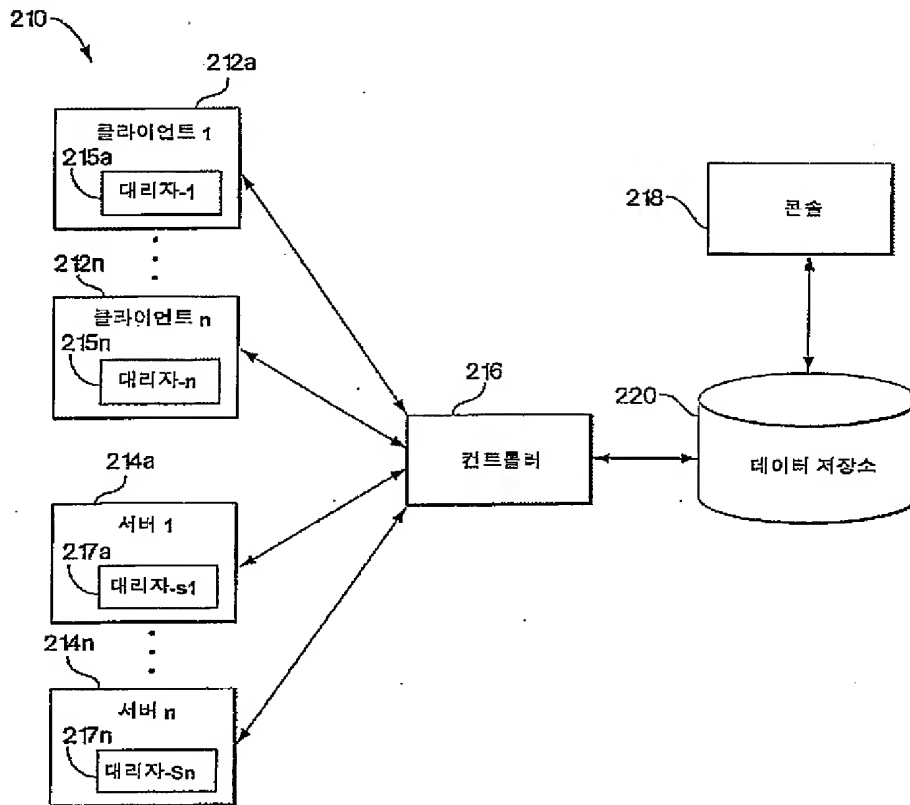 210
212a
클라이언트 1
215a
대리자-1
212n
클라이언트 n
215n
대리자-n
214a
서버 1
217a
대리자-s1
214n
서버 n
217n
대리자-Sn
216
컨트롤러
218
콘솔
220
데이터 저장소